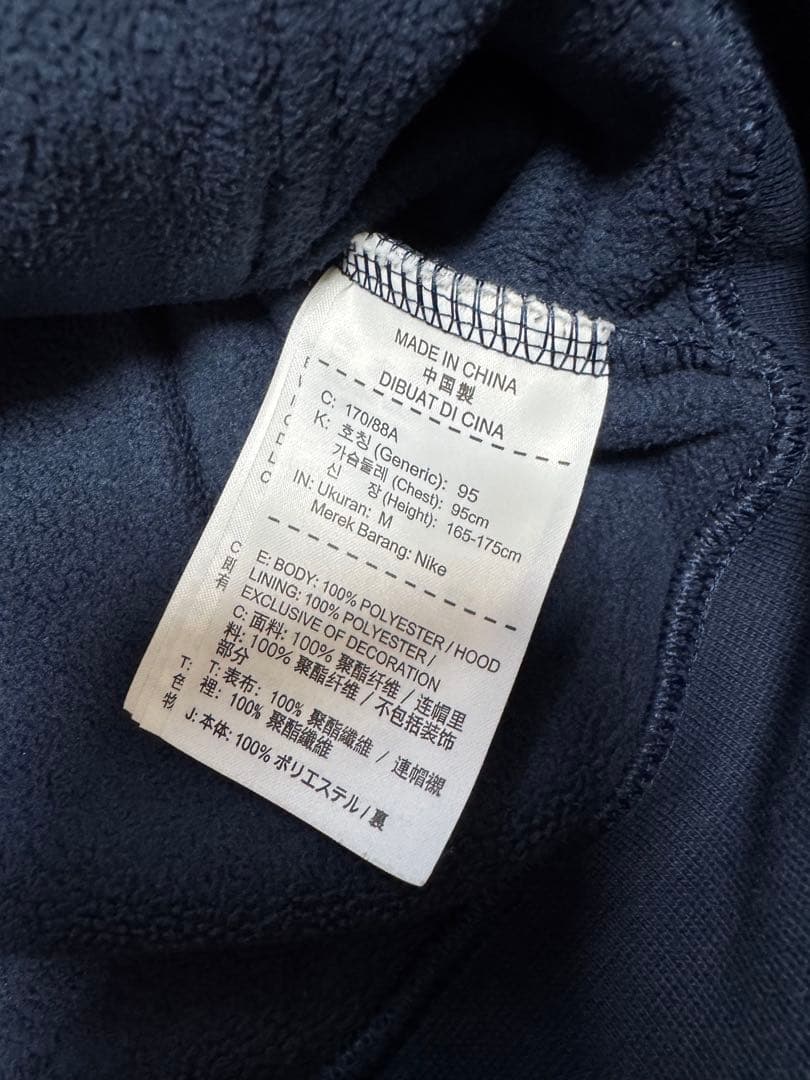 MADE IN CHINA
中国製
DIBUAT DI CINA
C: 170/88A
K: 호칭 (Generic): 95
가슴둘레 (Chest): 95cm
신 장 (Height): 165-175cm
IN: Ukuran: M
Merek Barang: Nike
E: BODY: 100% POLYESTER / HOOD
LINING: 100% POLYESTER /
EXCLUSIVE OF DECORATION
C: 面料: 100% 聚酯纤维 / 连帽里
料: 100% 聚酯纤维 / 不包括装饰
部分
T: 表布: 100% 聚酯纖維 / 連帽襯
裡: 100% 聚酯纖維
J: 本体: 100% ポリエステル / 裏
T:
色
物